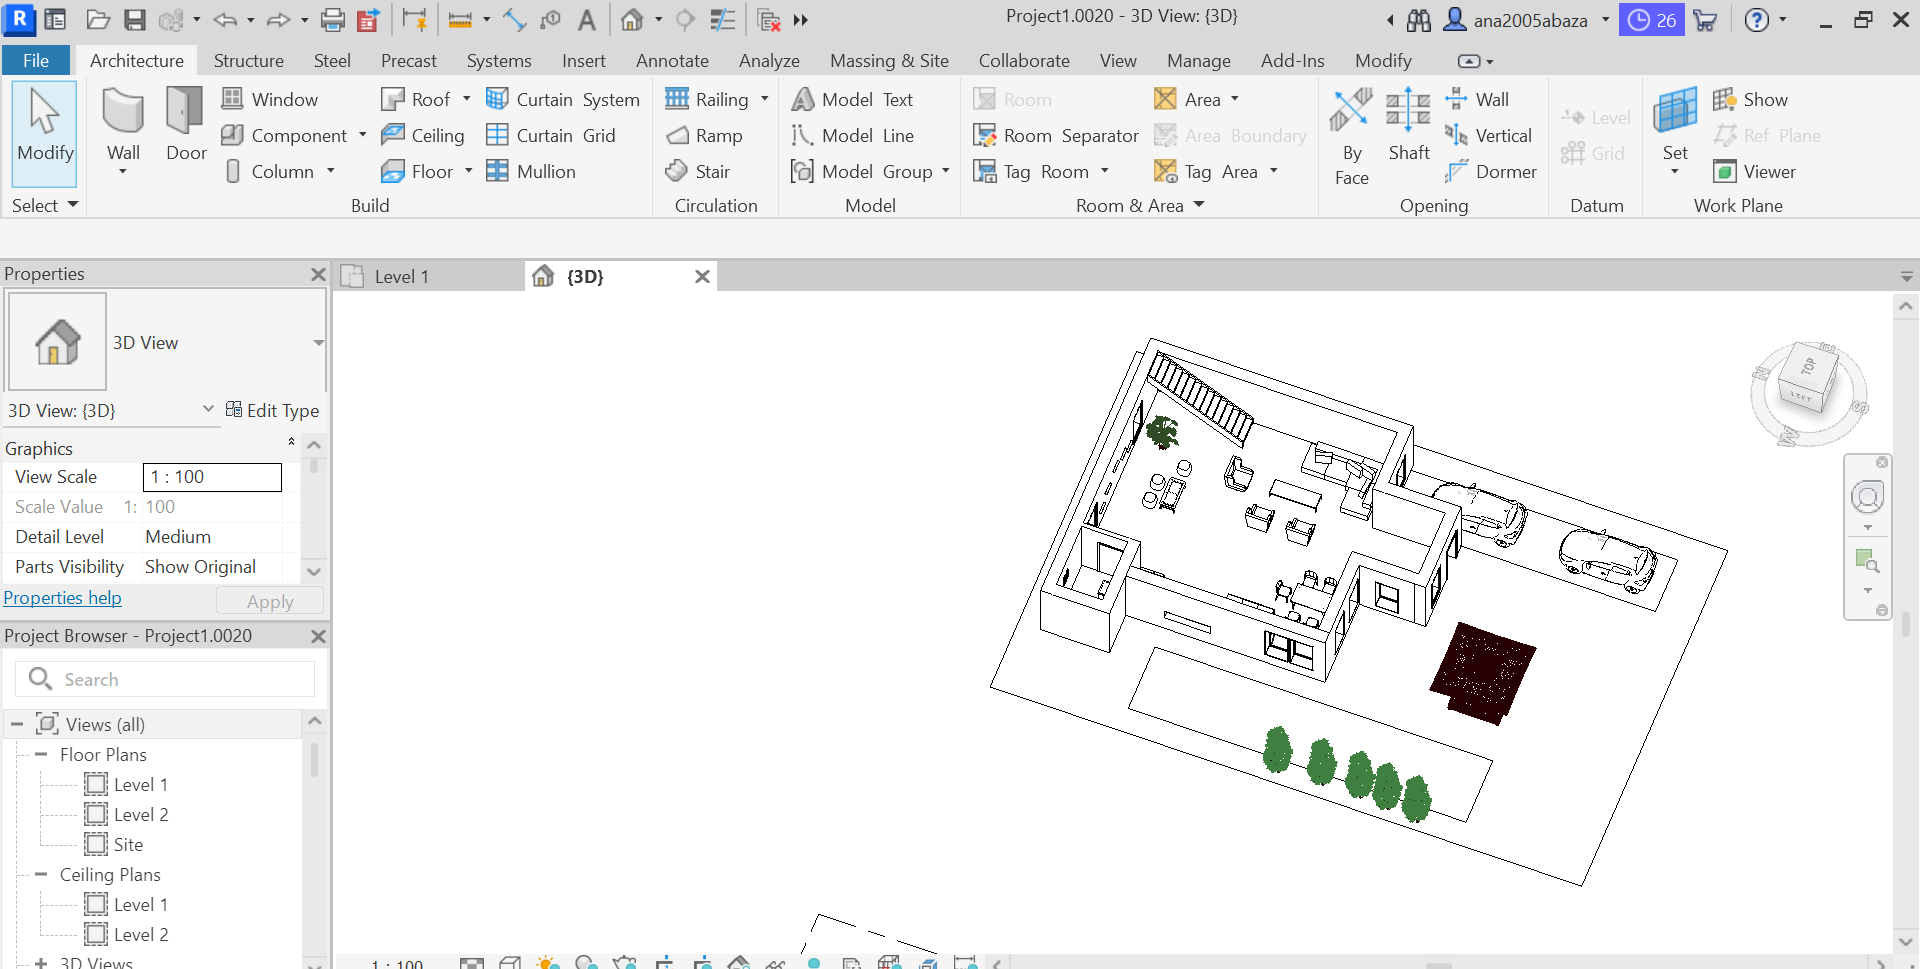 R
Project1.0020 - 3D View: {3D}
ana2005abaza
26
File Architecture Structure Steel Precast Systems Insert Annotate Analyze Massing & Site Collaborate View Manage Add-Ins Modify
Modify
Wall
Door
Window
Component
Column
Roof
Ceiling
Floor
Curtain System
Curtain Grid
Mullion
Railing
Ramp
Stair
Model Text
Model Line
Model Group
Room
Room Separator
Tag Room
Area
Area Boundary
Tag Area
By
Face
Shaft
Wall
Vertical
Dormer
Level
Grid
Set
Show
Ref Plane
Viewer
Select
Build
Circulation
Model
Room & Area
Opening
Datum
Work Plane
Properties
3D View
3D View: {3D}
Edit Type
Graphics
View Scale 1 : 100
Scale Value 1: 100
Detail Level Medium
Parts Visibility Show Original
Properties help
Apply
Project Browser - Project1.0020
Search
Views (all)
Floor Plans
Level 1
Level 2
Site
Ceiling Plans
Level 1
Level 2
3D Views
Level 1
{3D}
TOP
LEFT
N
E
S
W
1 : 100